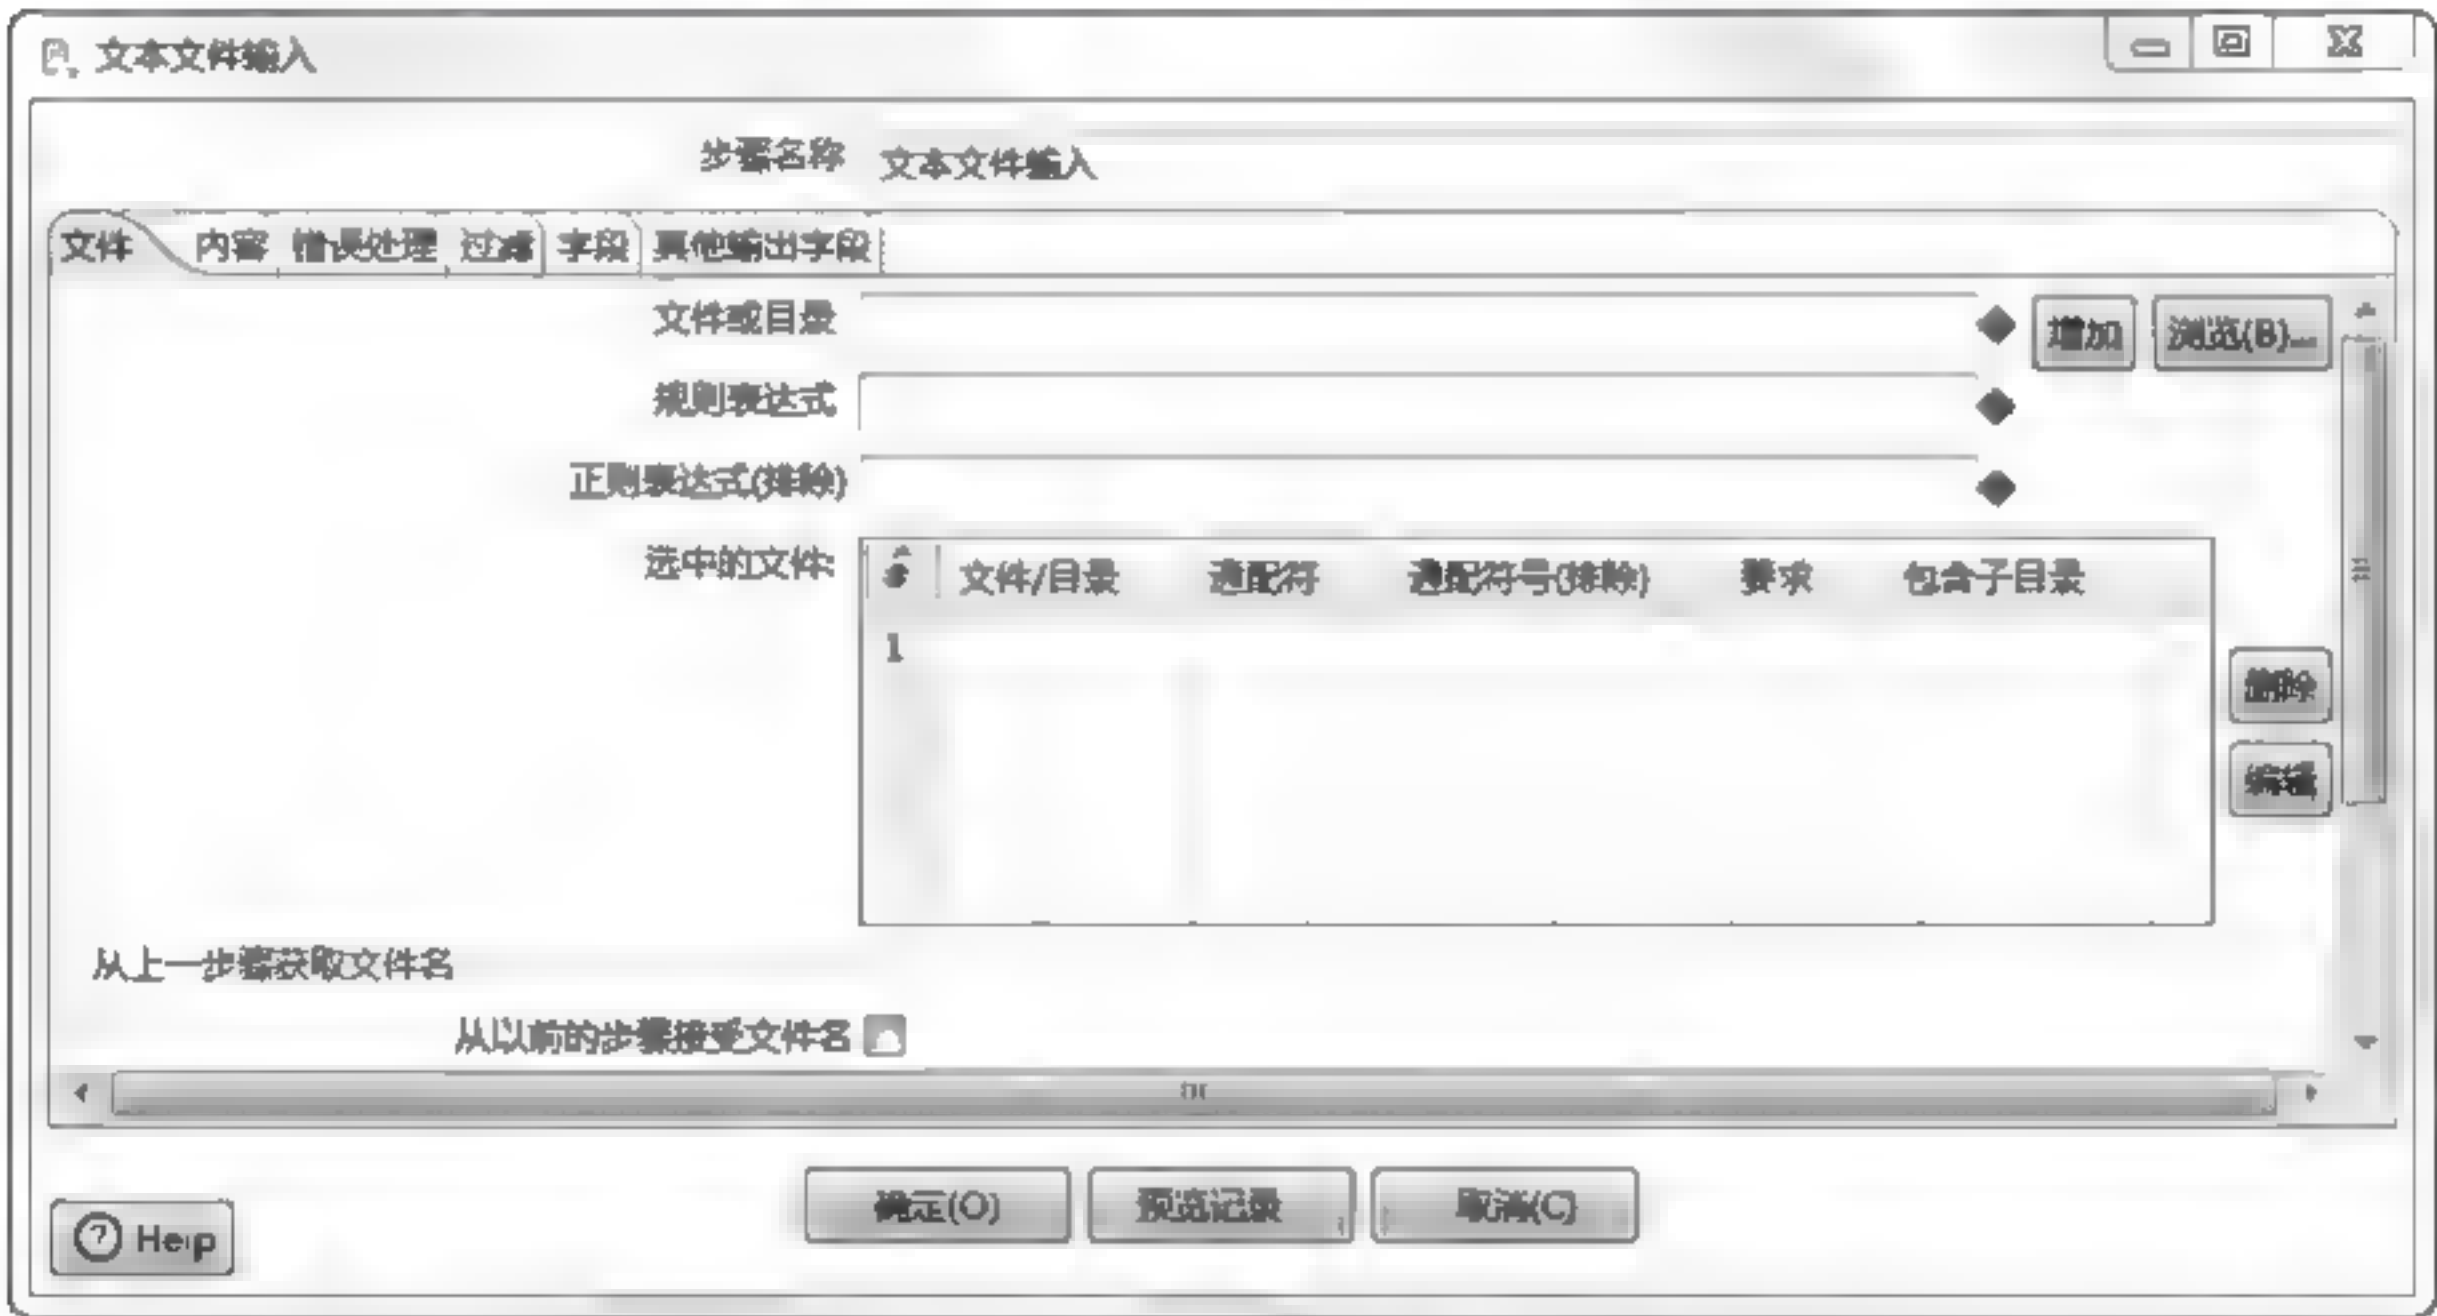 文本文件输入
步骤名称 文本文件输入
文件 内容 错误处理 过滤 字段 其他输出字段
文件或目录 增加 浏览(B)...
规则表达式
正则表达式(排除)
选中的文件: # 文件/目录 通配符 通配符号(排除) 要求 包含子目录
1
删除
编辑
从上一步骤获取文件名
从以前的步骤接受文件名
确定(O) 预览记录 取消(C)
Help